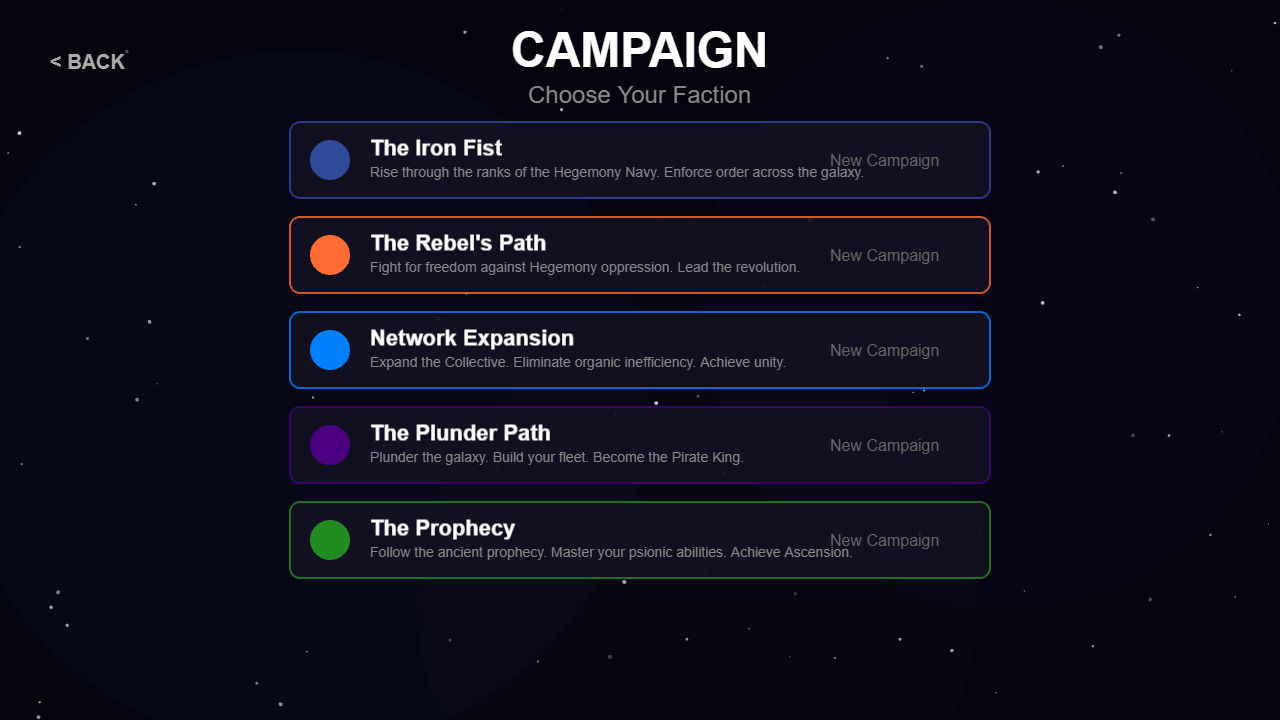 < BACK
CAMPAIGN
Choose Your Faction
The Iron Fist
Rise through the ranks of the Hegemony Navy. Enforce order across the galaxy.
New Campaign
The Rebel's Path
Fight for freedom against Hegemony oppression. Lead the revolution.
New Campaign
Network Expansion
Expand the Collective. Eliminate organic inefficiency. Achieve unity.
New Campaign
The Plunder Path
Plunder the galaxy. Build your fleet. Become the Pirate King.
New Campaign
The Prophecy
Follow the ancient prophecy. Master your psionic abilities. Achieve Ascension.
New Campaign